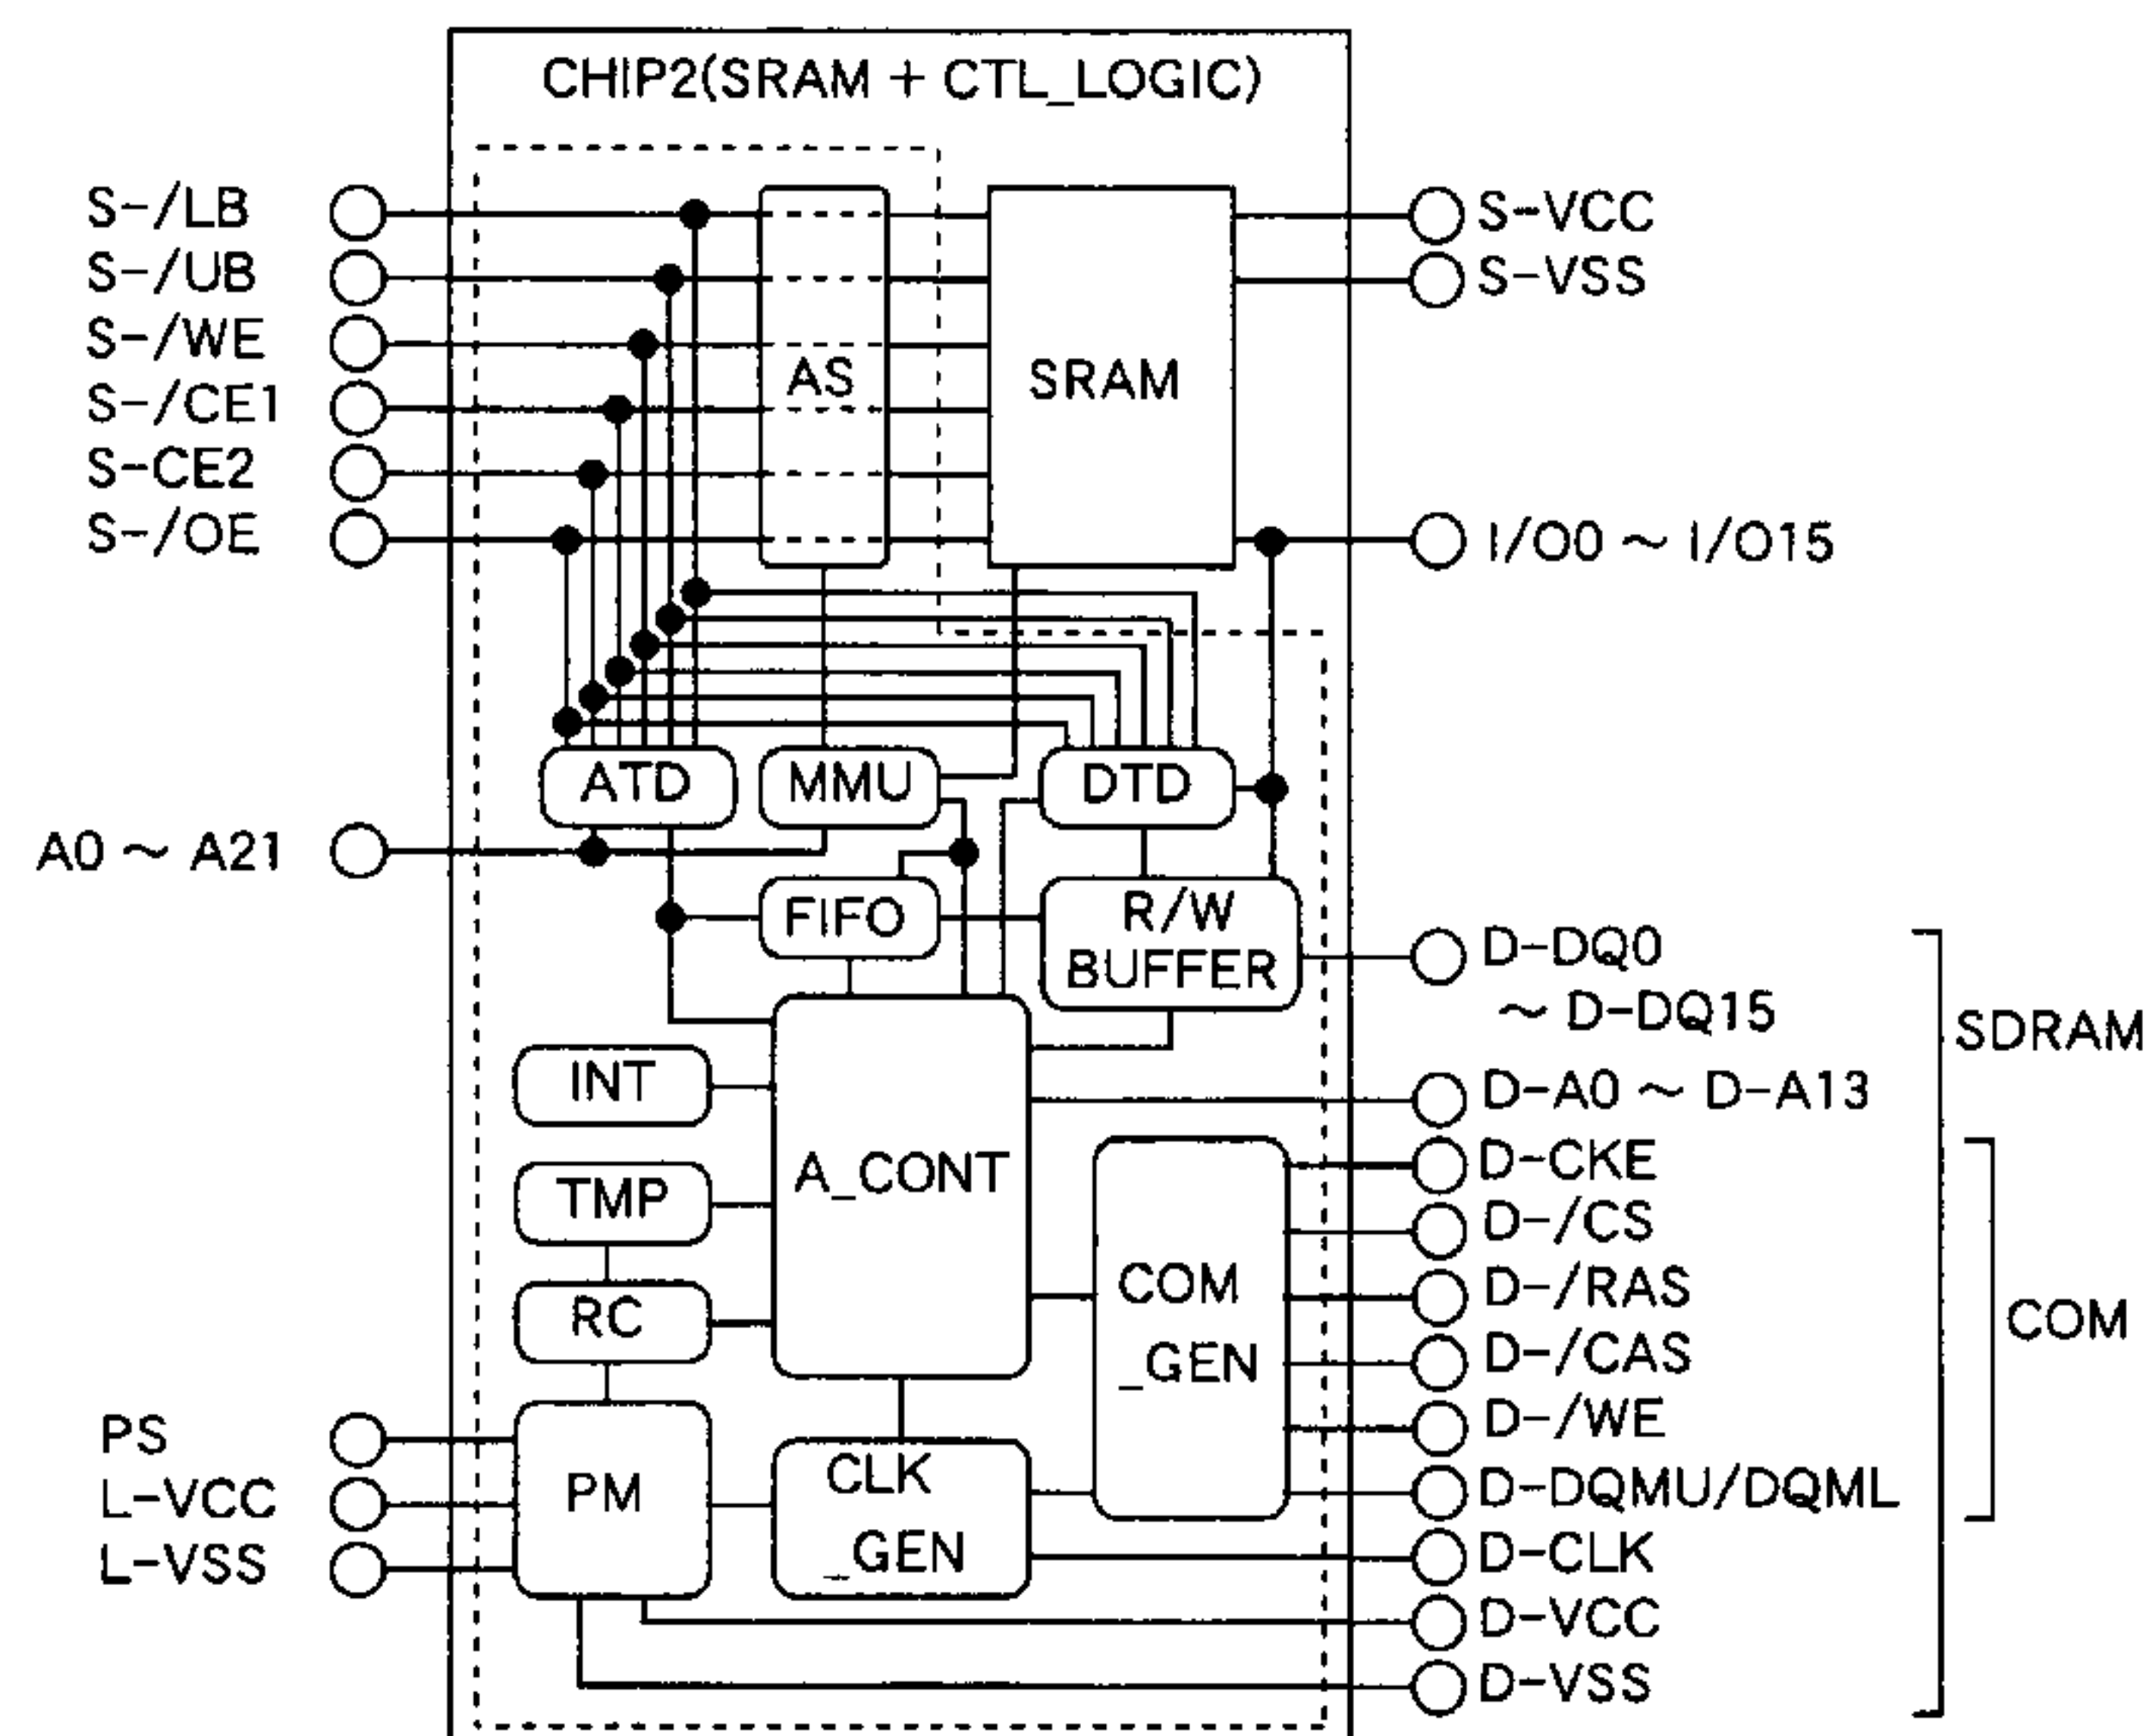 CHIP2(SRAM + CTL_LOGIC)
S-/LB
S-/UB
S-/WE
S-/CE1
S-CE2
S-/OE
A0 ~ A21
PS
L-VCC
L-VSS
AS
SRAM
ATD
MMU
DTD
FIFO
R/W
BUFFER
INT
TMP
RC
PM
A_CONT
CLK
_GEN
COM
_GEN
S-VCC
S-VSS
I/O0 ~ I/O15
D-DQ0
~ D-DQ15
D-A0 ~ D-A13
D-CKE
D-/CS
D-/RAS
D-/CAS
D-/WE
D-DQMU/DQML
D-CLK
D-VCC
D-VSS
SDRAM
COM